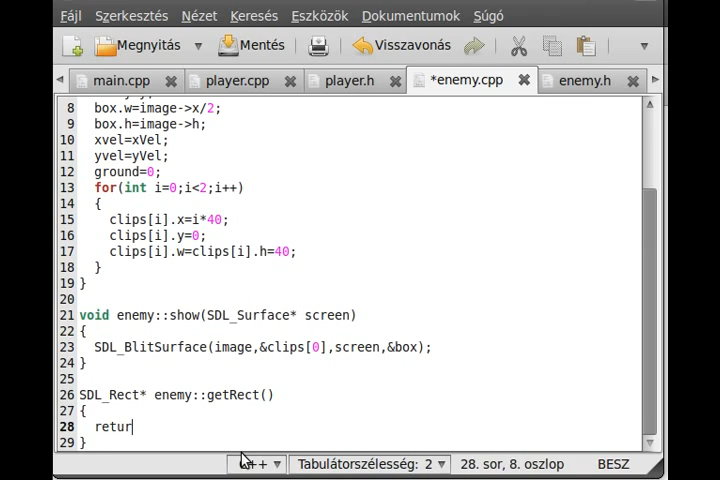 Fájl Szerkesztés Nézet Keresés Eszközök Dokumentumok Súgó
Megnyitás Mentés Visszavonás
main.cpp player.cpp player.h *enemy.cpp enemy.h
8 box.w=image->x/2;
9 box.h=image->h;
10 xvel=xVel;
11 yvel=yVel;
12 ground=0;
13 for(int i=0;i<2;i++)
14 {
15 clips[i].x=i*40;
16 clips[i].y=0;
17 clips[i].w=clips[i].h=40;
18 }
19 }
20
21 void enemy::show(SDL_Surface* screen)
22 {
23 SDL_BlitSurface(image,&clips[0],screen,&box);
24 }
25
26 SDL_Rect* enemy::getRect()
27 {
28 retur
29 }
C++ Tabulátorszélesség: 2 28. sor, 8. oszlop BESZ